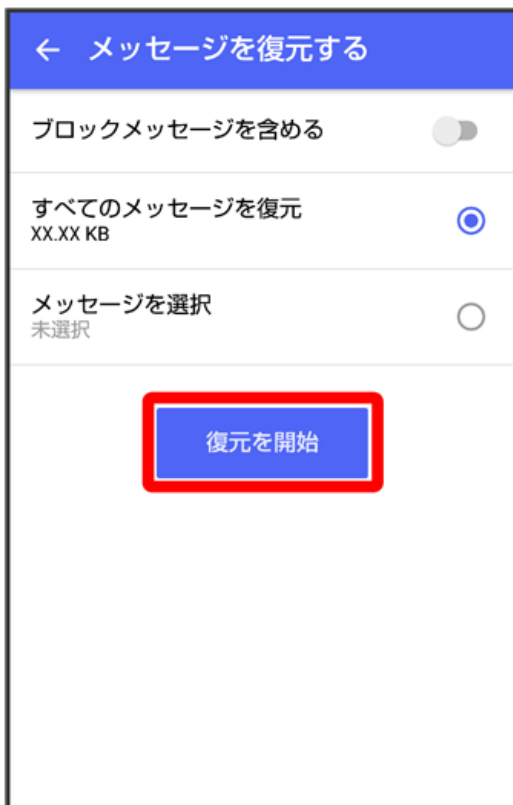 メッセージを復元する
ブロックメッセージを含める
すべてのメッセージを復元
XX.XX KB
メッセージを選択
未選択
復元を開始